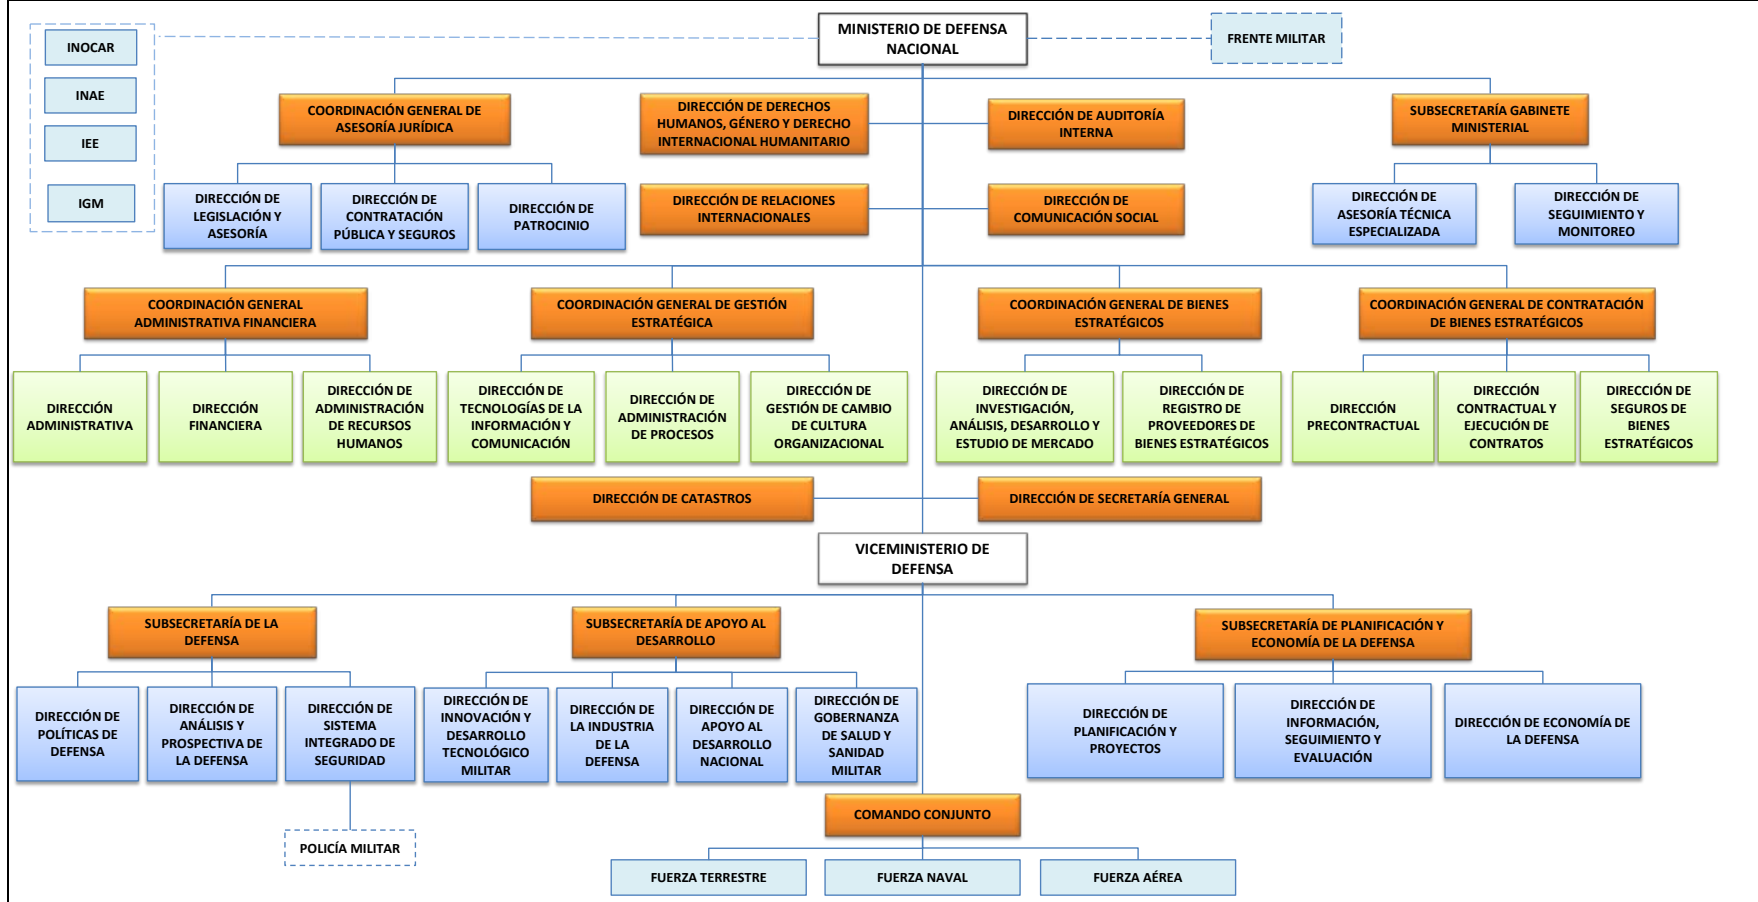 MINISTERIO DE DEFENSA
NACIONAL
FRENTE MILITAR
INOCAR
INAE
IEE
IGM
COORDINACIÓN GENERAL DE
ASESORÍA JURÍDICA
DIRECCIÓN DE DERECHOS
HUMANOS, GÉNERO Y DERECHO
INTERNACIONAL HUMANITARIO
DIRECCIÓN DE AUDITORÍA
INTERNA
SUBSECRETARÍA GABINETE
MINISTERIAL
DIRECCIÓN DE
LEGISLACIÓN Y
ASESORÍA
DIRECCIÓN DE
CONTRATACIÓN
PÚBLICA Y SEGUROS
DIRECCIÓN DE
PATROCINIO
DIRECCIÓN DE RELACIONES
INTERNACIONALES
DIRECCIÓN DE
COMUNICACIÓN SOCIAL
DIRECCIÓN DE
ASESORÍA TÉCNICA
ESPECIALIZADA
DIRECCIÓN DE
SEGUIMIENTO Y
MONITOREO
COORDINACIÓN GENERAL
ADMINISTRATIVA FINANCIERA
COORDINACIÓN GENERAL DE GESTIÓN
ESTRATÉGICA
COORDINACIÓN GENERAL DE BIENES
ESTRATÉGICOS
COORDINACIÓN GENERAL DE CONTRATACIÓN
DE BIENES ESTRATÉGICOS
DIRECCIÓN
ADMINISTRATIVA
DIRECCIÓN
FINANCIERA
DIRECCIÓN DE
ADMINISTRACIÓN
DE RECURSOS
HUMANOS
DIRECCIÓN DE
TECNOLOGÍAS DE LA
INFORMACIÓN Y
COMUNICACIÓN
DIRECCIÓN DE
ADMINISTRACIÓN
DE PROCESOS
DIRECCIÓN DE
GESTIÓN DE CAMBIO
DE CULTURA
ORGANIZACIONAL
DIRECCIÓN DE
INVESTIGACIÓN,
ANÁLISIS, DESARROLLO Y
ESTUDIO DE MERCADO
DIRECCIÓN DE
REGISTRO DE
PROVEEDORES DE
BIENES ESTRATÉGICOS
DIRECCIÓN
PRECONTRACTUAL
DIRECCIÓN
CONTRACTUAL Y
EJECUCIÓN DE
CONTRATOS
DIRECCIÓN DE
SEGUROS DE
BIENES
ESTRATÉGICOS
DIRECCIÓN DE CATASTROS
DIRECCIÓN DE SECRETARÍA GENERAL
VICEMINISTERIO DE
DEFENSA
SUBSECRETARÍA DE LA
DEFENSA
SUBSECRETARÍA DE APOYO AL
DESARROLLO
SUBSECRETARÍA DE PLANIFICACIÓN Y
ECONOMÍA DE LA DEFENSA
DIRECCIÓN DE
POLÍTICAS DE
DEFENSA
DIRECCIÓN DE
ANÁLISIS Y
PROSPECTIVA DE
LA DEFENSA
DIRECCIÓN DE
SISTEMA
INTEGRADO DE
SEGURIDAD
DIRECCIÓN DE
INNOVACIÓN Y
DESARROLLO
TECNOLÓGICO
MILITAR
DIRECCIÓN DE
LA INDUSTRIA
DE LA
DEFENSA
DIRECCIÓN DE
APOYO AL
DESARROLLO
NACIONAL
DIRECCIÓN DE
GOBERNANZA
DE SALUD Y
SANIDAD
MILITAR
DIRECCIÓN DE
PLANIFICACIÓN Y
PROYECTOS
DIRECCIÓN DE
INFORMACIÓN,
SEGUIMIENTO Y
EVALUACIÓN
DIRECCIÓN DE ECONOMÍA DE
LA DEFENSA
POLICÍA MILITAR
COMANDO CONJUNTO
FUERZA TERRESTRE
FUERZA NAVAL
FUERZA AÉREA